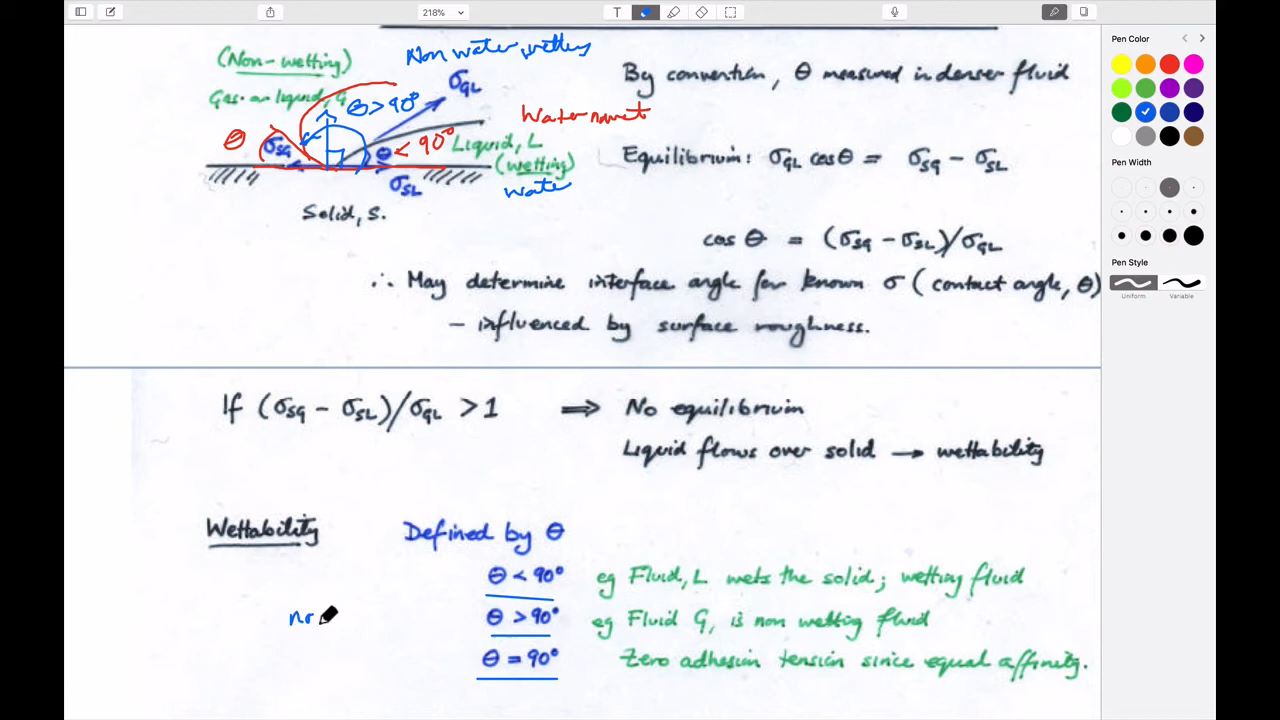 218%
T
Pen Color
Pen Width
Pen Style
Uniform
Variable
(Non-wetting)
Non water wetting
Gas or liquid, G
θ > 90°
σGL
Water wet
θ
σSG
θ < 90°
Liquid, L
(wetting)
σSL
water
Solid, S.
By convention, θ measured in denser fluid
Equilibrium: σGL cosθ = σSG - σSL
cos θ = (σSG - σSL)/σGL
∴ May determine interface angle for known σ (contact angle, θ)
- influenced by surface roughness.
If (σSG - σSL)/σGL > 1 ⟹ No equilibrium
Liquid flows over solid → wettability
Wettability Defined by θ
θ < 90° eg Fluid, L wets the solid; wetting fluid
no θ > 90° eg Fluid G, is non wetting fluid
θ = 90° Zero adhesion tension since equal affinity.